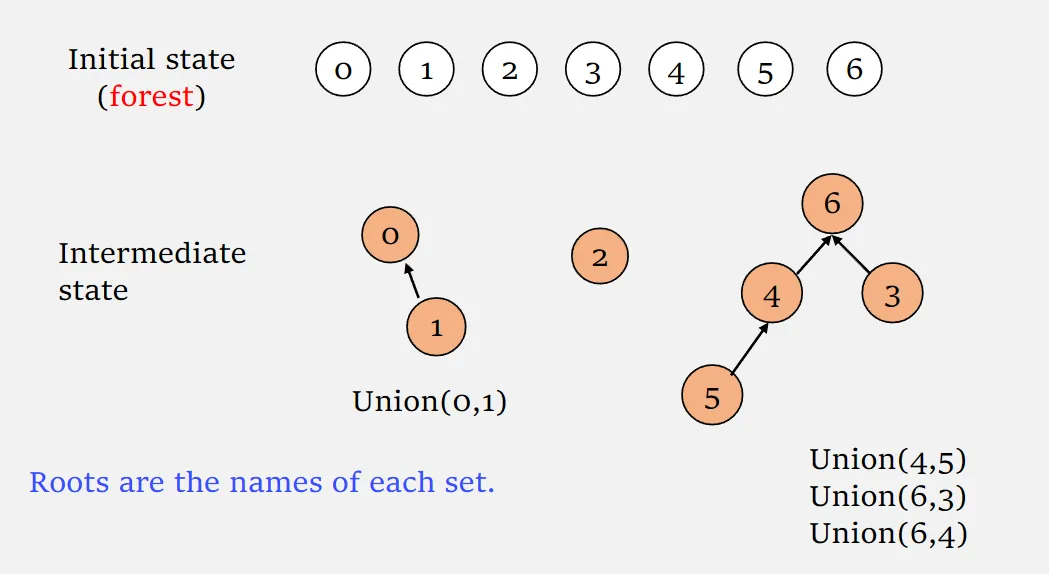 Initial state
(forest)
0 1 2 3 4 5 6
Intermediate
state
0
1
Union(0,1)
2
6
4 3
5
Union(4,5)
Union(6,3)
Union(6,4)
Roots are the names of each set.